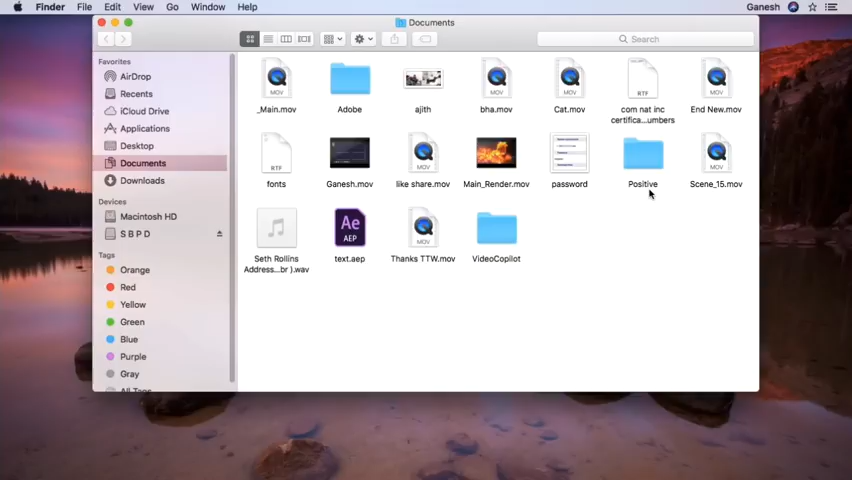 Finder File Edit View Go Window Help Ganesh
Documents
Search
Favorites
AirDrop
Recents
iCloud Drive
Applications
Desktop
Documents
Downloads
Devices
Macintosh HD
S B P D
Tags
Orange
Red
Yellow
Green
Blue
Purple
Gray
All Tags
MOV MOV MOV RTF MOV
_Main.mov Adobe ajith bha.mov Cat.mov com nat inc End New.mov
certifica...umbers
RTF MOV MOV
fonts Ganesh.mov like share.mov Main_Render.mov password Positive Scene_15.mov
Ae
AEP MOV
Seth Rollins text.aep Thanks TTW.mov VideoCopilot
Address...br ).wav